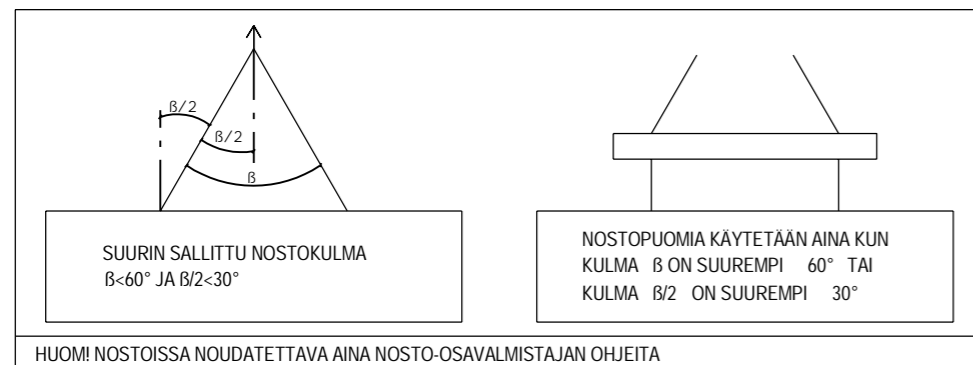 ß/2
ß/2
ß
SUURIN SALLITTU NOSTOKULMA
ß<60° JA ß/2<30°
NOSTOPUOMIA KÄYTETÄÄN AINA KUN
KULMA ß ON SUUREMPI 60° TAI
KULMA ß/2 ON SUUREMPI 30°
HUOM! NOSTOISSA NOUDATETTAVA AINA NOSTO-OSAVALMISTAJAN OHJEITA